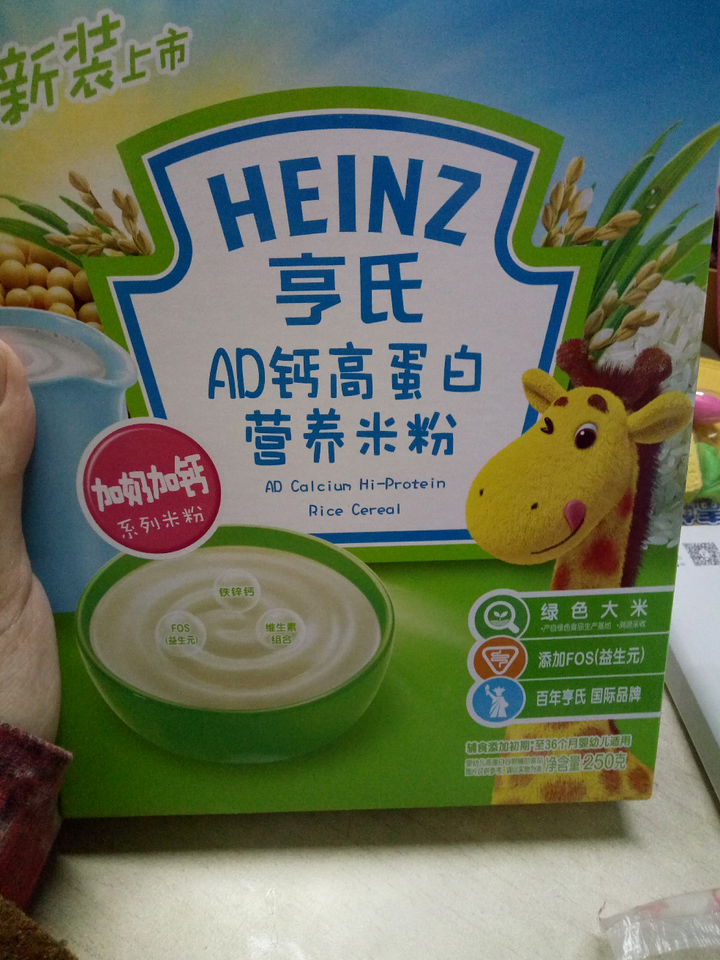 新装上市
HEINZ
亨氏
AD钙高蛋白
营养米粉
AD Calcium Hi-Protein
Rice Cereal
加奶加钙
系列米粉
铁锌钙
FOS
(益生元)
维生素
组合
绿色大米
添加FOS(益生元)
百年亨氏 国际品牌
辅食添加初期*至36个月婴幼儿适用
净含量250克